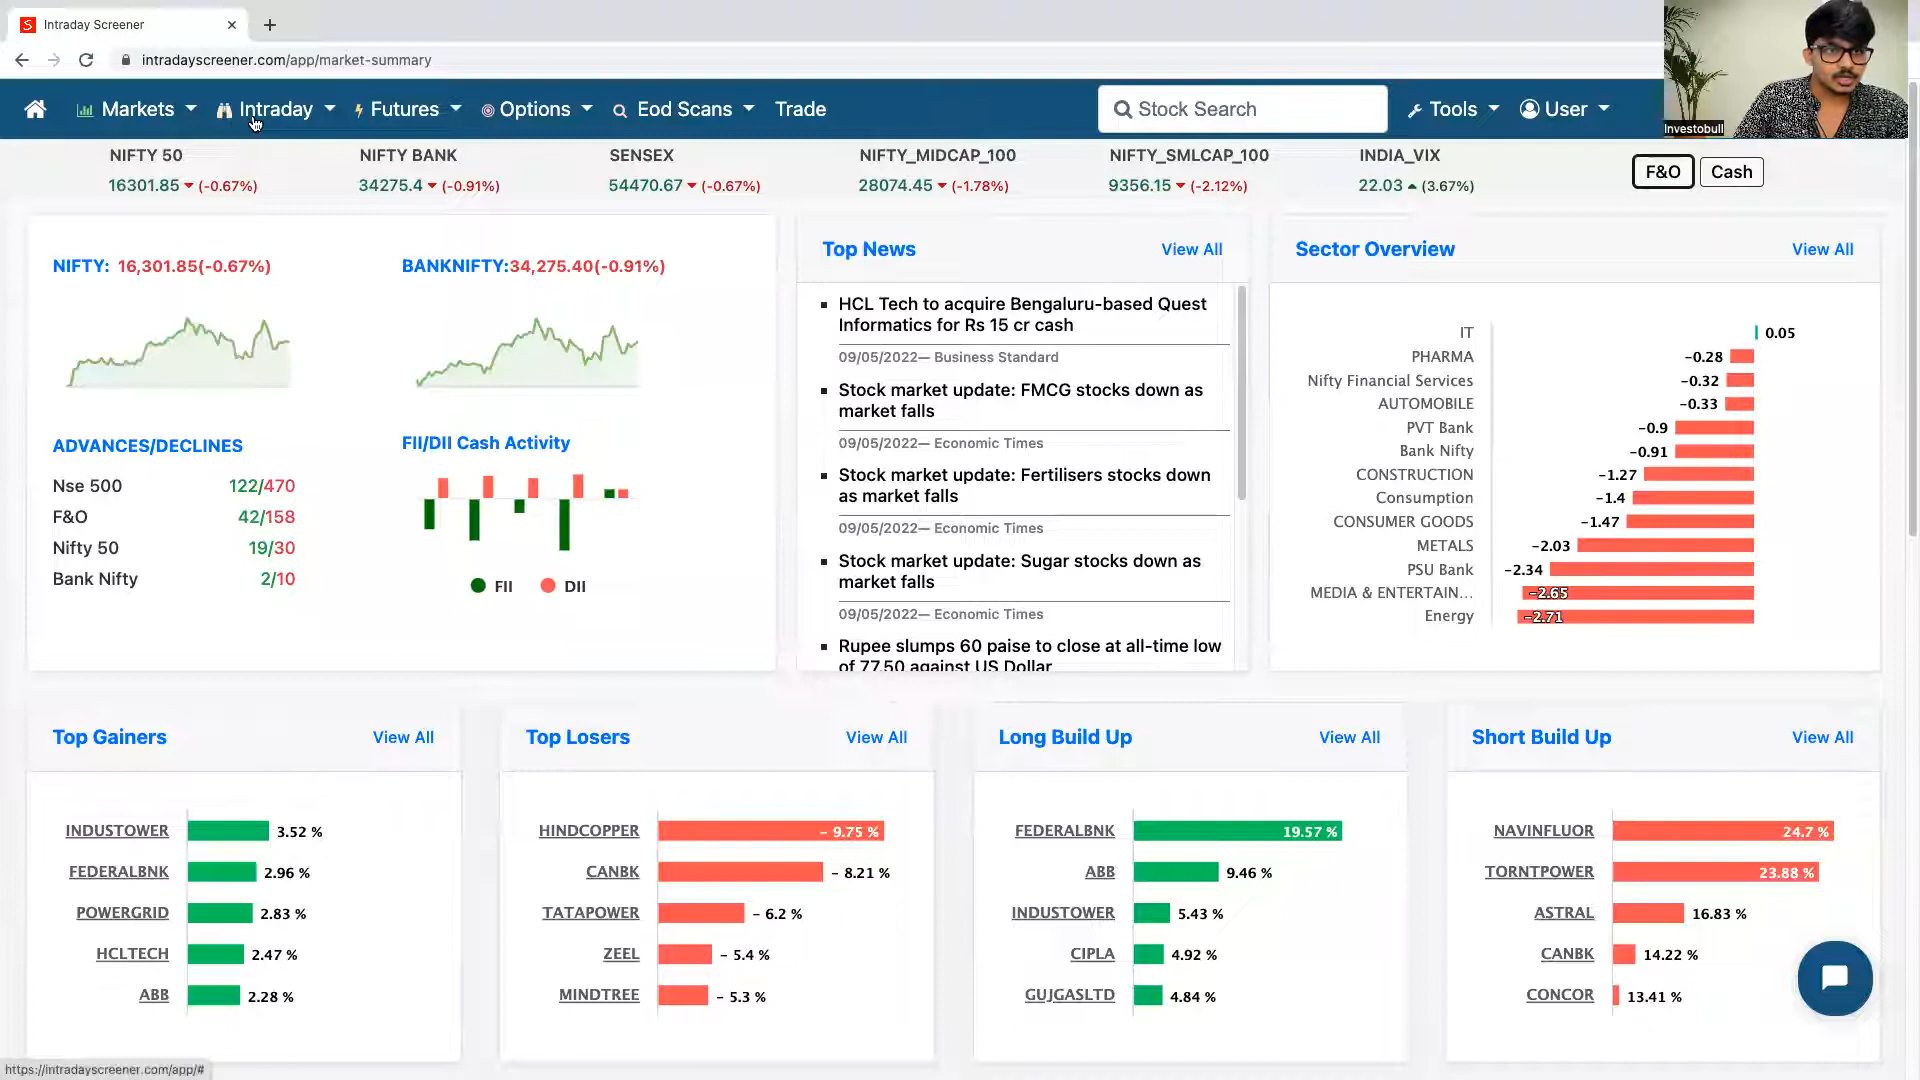 Intraday Screener
intradayscreener.com/app/market-summary
Markets Intraday Futures Options Eod Scans Trade Stock Search Tools User
Investobull
NIFTY 50 NIFTY BANK SENSEX NIFTY_MIDCAP_100 NIFTY_SMLCAP_100 INDIA_VIX
16301.85 (-0.67%) 34275.4 (-0.91%) 54470.67 (-0.67%) 28074.45 (-1.78%) 9356.15 (-2.12%) 22.03 (3.67%)
F&O Cash
NIFTY: 16,301.85(-0.67%)
BANKNIFTY:34,275.40(-0.91%)
ADVANCES/DECLINES
Nse 500 122/470
F&O 42/158
Nifty 50 19/30
Bank Nifty 2/10
FII/DII Cash Activity
FII DII
Top News View All
HCL Tech to acquire Bengaluru-based Quest
Informatics for Rs 15 cr cash
09/05/2022— Business Standard
Stock market update: FMCG stocks down as
market falls
09/05/2022— Economic Times
Stock market update: Fertilisers stocks down
as market falls
09/05/2022— Economic Times
Stock market update: Sugar stocks down as
market falls
09/05/2022— Economic Times
Rupee slumps 60 paise to close at all-time low
of 77.50 against US Dollar
Sector Overview View All
IT 0.05
PHARMA -0.28
Nifty Financial Services -0.32
AUTOMOBILE -0.33
PVT Bank -0.9
Bank Nifty -0.91
CONSTRUCTION -1.27
Consumption -1.4
CONSUMER GOODS -1.47
METALS -2.03
PSU Bank -2.34
MEDIA & ENTERTAIN... -2.65
Energy -2.71
Top Gainers View All
INDUSTOWER 3.52 %
FEDERALBNK 2.96 %
POWERGRID 2.83 %
HCLTECH 2.47 %
ABB 2.28 %
Top Losers View All
HINDCOPPER - 9.75 %
CANBK - 8.21 %
TATAPOWER - 6.2 %
ZEEL - 5.4 %
MINDTREE - 5.3 %
Long Build Up View All
FEDERALBNK 19.57 %
ABB 9.46 %
INDUSTOWER 5.43 %
CIPLA 4.92 %
GUJGASLTD 4.84 %
Short Build Up View All
NAVINFLUOR 24.7 %
TORNTPOWER 23.88 %
ASTRAL 16.83 %
CANBK 14.22 %
CONCOR 13.41 %
https://intradayscreener.com/app/#